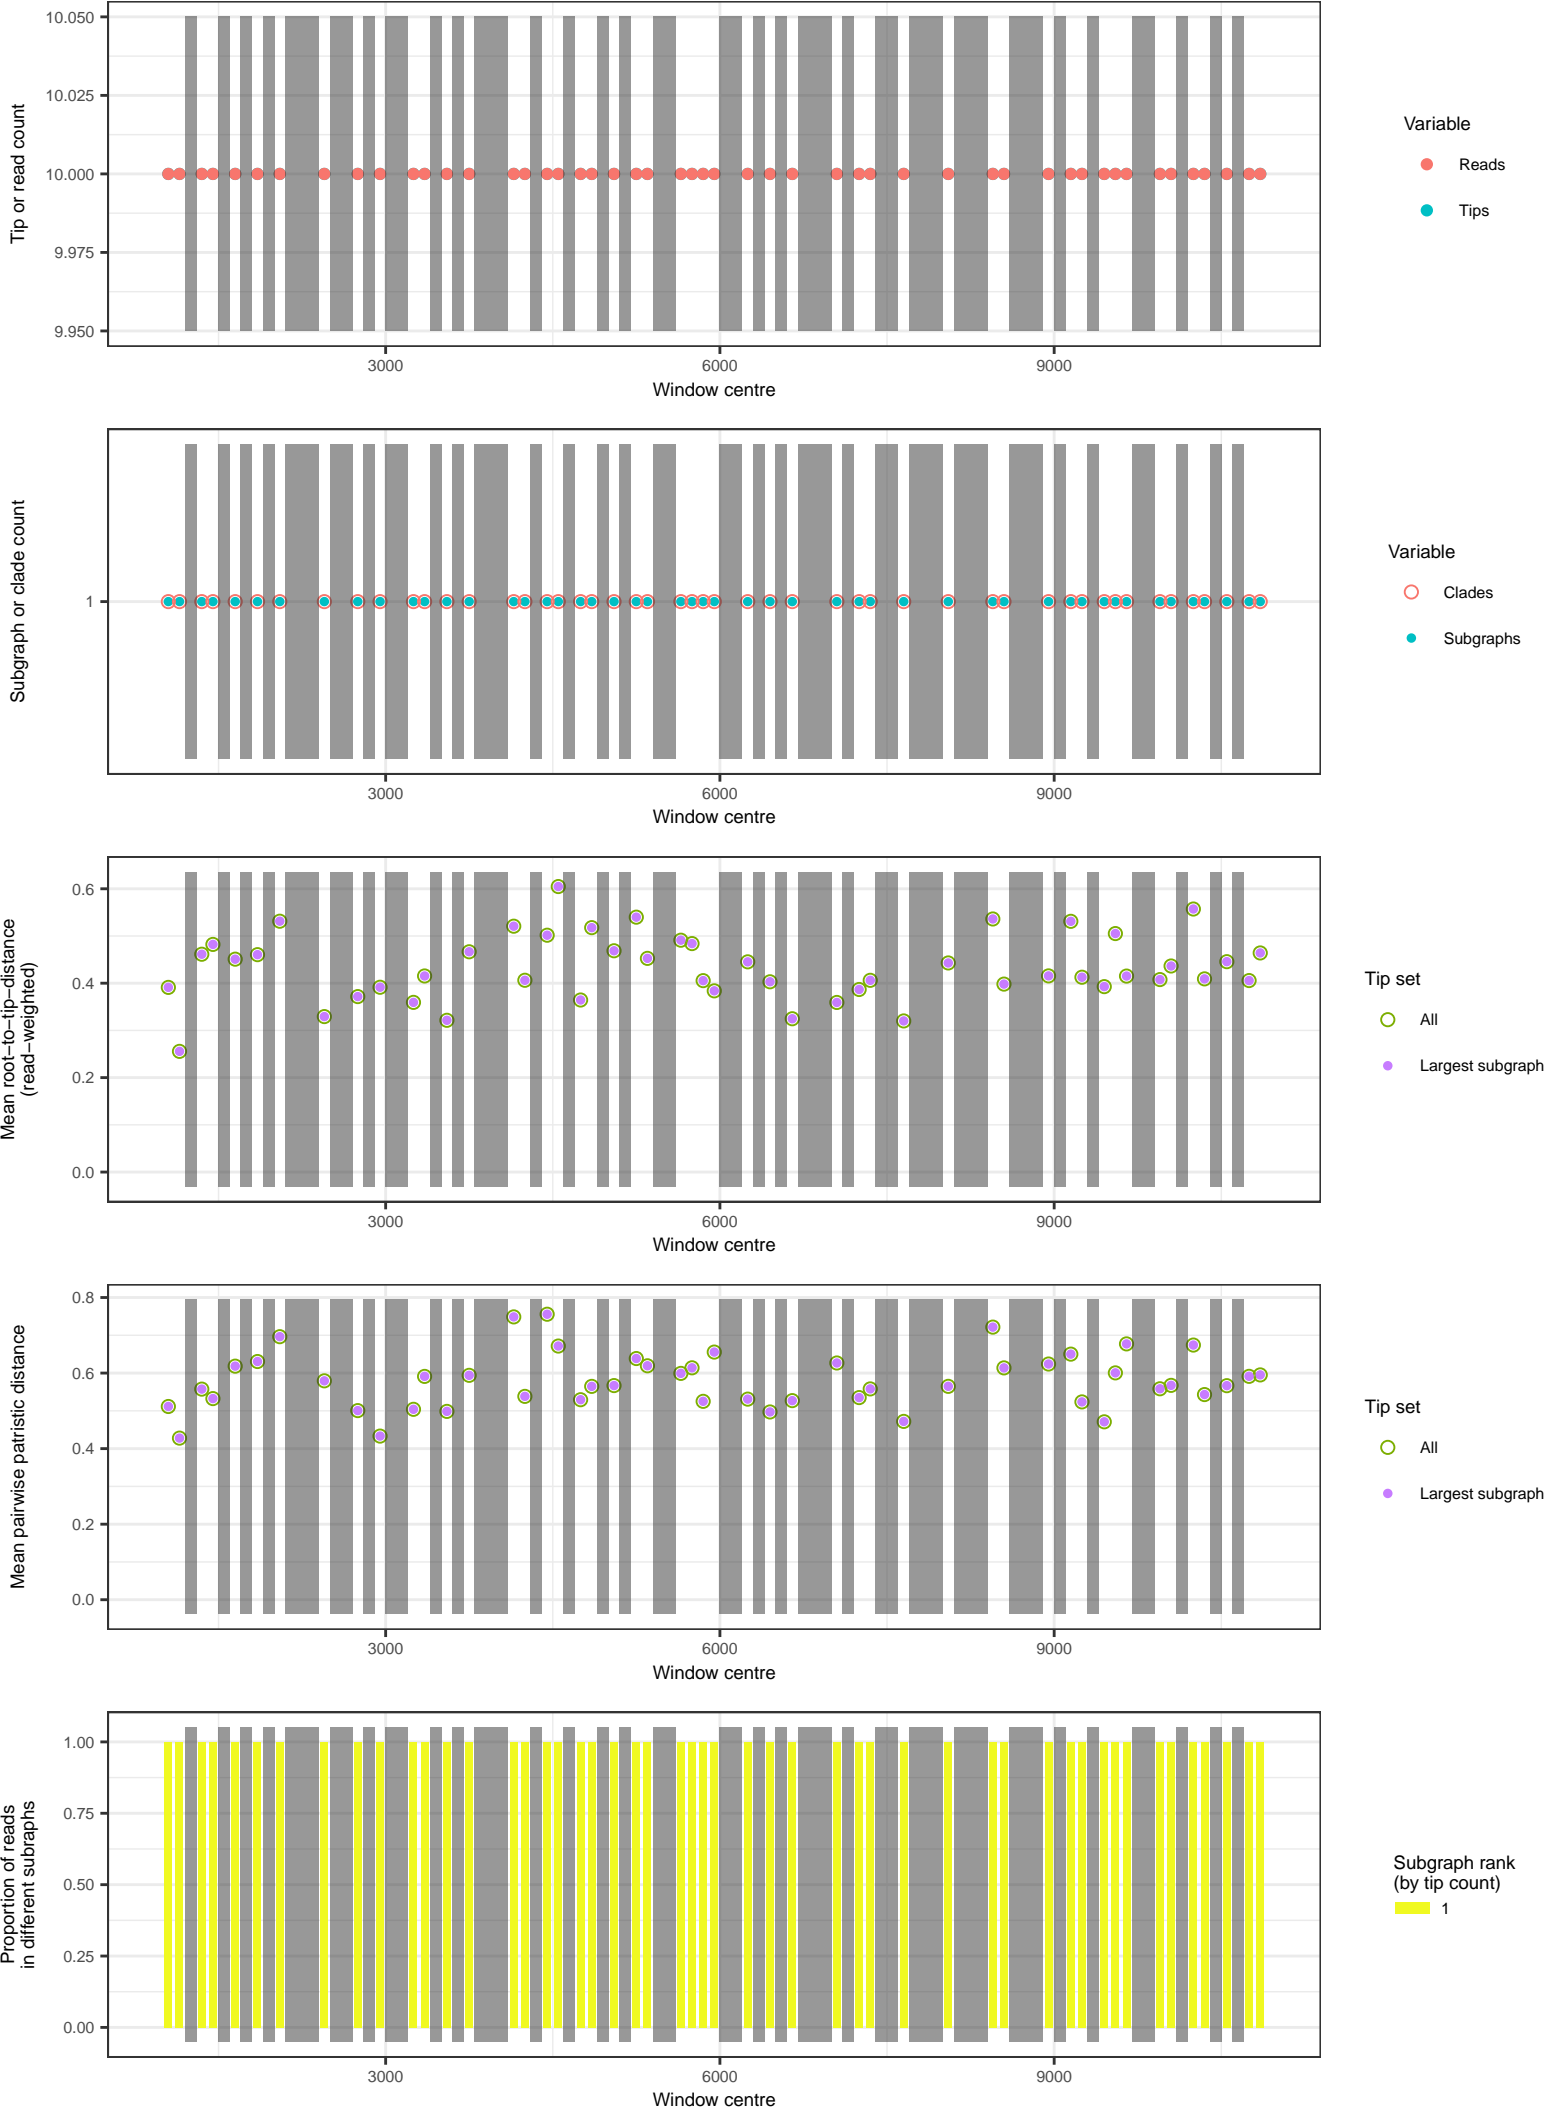 10.050
10.025
10.000
9.975
9.950
Tip or read count
3000
6000
9000
Window centre
Variable
Reads
Tips
1
Subgraph or clade count
3000
6000
9000
Window centre
Variable
Clades
Subgraphs
0.6
0.4
0.2
0.0
Mean root−to−tip−distance
(read−weighted)
3000
6000
9000
Window centre
Tip set
All
Largest subgraph
0.8
0.6
0.4
0.2
0.0
Mean pairwise patristic distance
3000
6000
9000
Window centre
Tip set
All
Largest subgraph
1.00
0.75
0.50
0.25
0.00
Proportion of reads
in different subraphs
3000
6000
9000
Window centre
Subgraph rank
(by tip count)
1